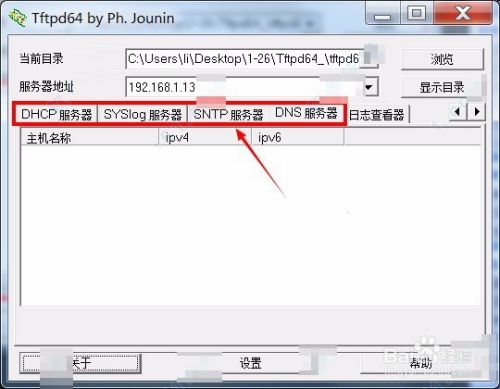 Tftpd64 by Ph. Jounin
当前目录 C:\Users\li\Desktop\1-26\Tftpd64_\tftpd6 浏览
服务器地址 192.168.1.13 显示目录
DHCP 服务器 SYSlog 服务器 SNTP 服务器 DNS 服务器 日志查看器
主机名称 ipv4 ipv6
关于 设置 帮助
Baidu 经验